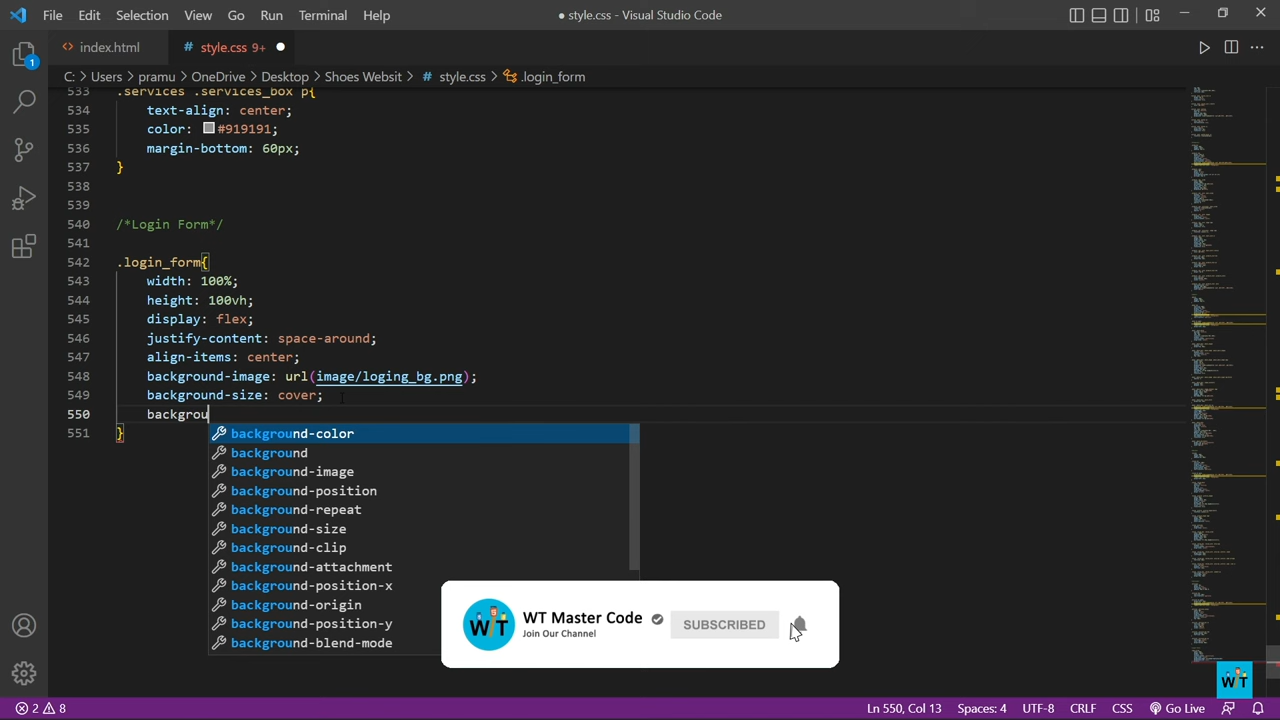 File Edit Selection View Go Run Terminal Help
● style.css - Visual Studio Code
index.html
style.css 9+ ●
C: > Users > pramu > OneDrive > Desktop > Shoes Websit > style.css > .login_form
533 .services .services_box p{
534 text-align: center;
535 color: #919191;
536 margin-bottom: 60px;
537 }
538
539
540 /*Login Form*/
541
542 .login_form{
543 width: 100%;
544 height: 100vh;
545 display: flex;
546 justify-content: space-around;
547 align-items: center;
548 background-image: url(image/loging_bg.png);
549 background-size: cover;
550 backgrou
551 }
background-color
background
background-image
background-position
background-repeat
background-size
background-clip
background-attachment
background-position-x
background-origin
background-position-y
background-blend-mode
WT Master Code
Join Our Channel
SUBSCRIBED
WT
WT
1
2 8
Ln 550, Col 13 Spaces: 4 UTF-8 CRLF CSS Go Live